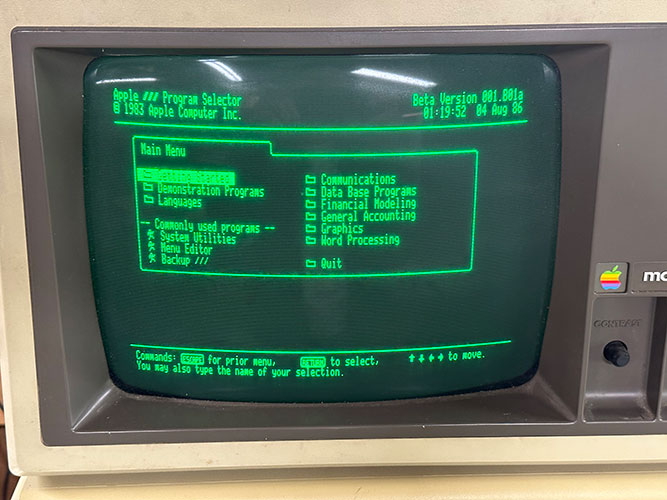 Apple /// Program Selector
© 1983 Apple Computer Inc.
Beta Version 001.001a
01:19:52 04 Aug 06
Main Menu
Demonstration Programs
Languages
-- Commonly used programs --
System Utilities
Menu Editor
Backup ///
Communications
Data Base Programs
Financial Modeling
General Accounting
Graphics
Word Processing
Quit
Commands: ESCAPE for prior menu, RETURN to select, ↑ ↓ ← → to move.
You may also type the name of your selection.
CONTRAST